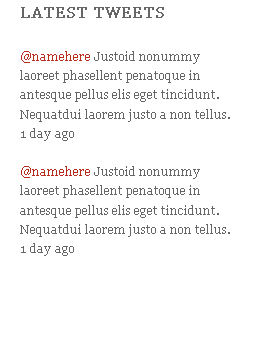 LATEST TWEETS
@namehere Justoid nonummy
laoreet phasellent penatoque in
antesque pellus elis eget tincidunt.
Nequatdui laorem justo a non tellus.
1 day ago
@namehere Justoid nonummy
laoreet phasellent penatoque in
antesque pellus elis eget tincidunt.
Nequatdui laorem justo a non tellus.
1 day ago